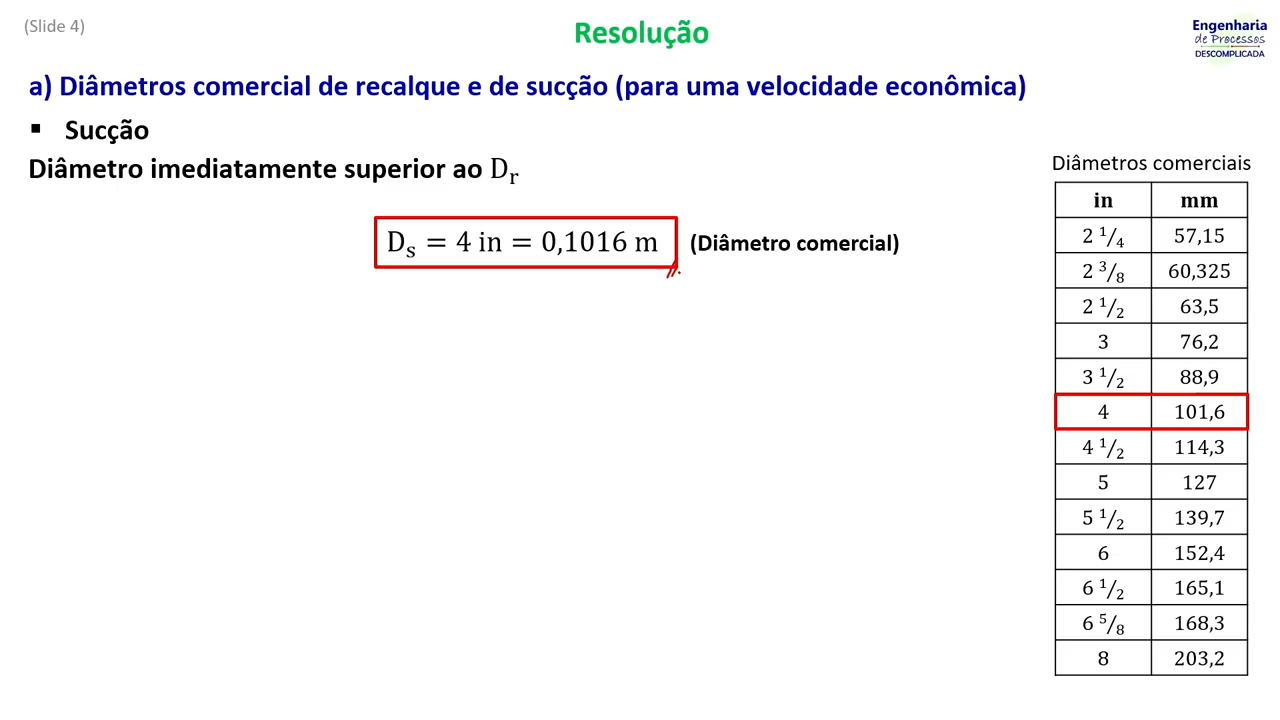 (Slide 4)
Resolução
Engenharia
de Processos
DESCOMPLICADA
a) Diâmetros comercial de recalque e de sucção (para uma velocidade econômica)
▪ Sucção
Diâmetro imediatamente superior ao Dᵣ
Dₛ = 4 in = 0,1016 m (Diâmetro comercial)
Diâmetros comerciais
in mm
2 1/4 57,15
2 3/8 60,325
2 1/2 63,5
3 76,2
3 1/2 88,9
4 101,6
4 1/2 114,3
5 127
5 1/2 139,7
6 152,4
6 1/2 165,1
6 5/8 168,3
8 203,2